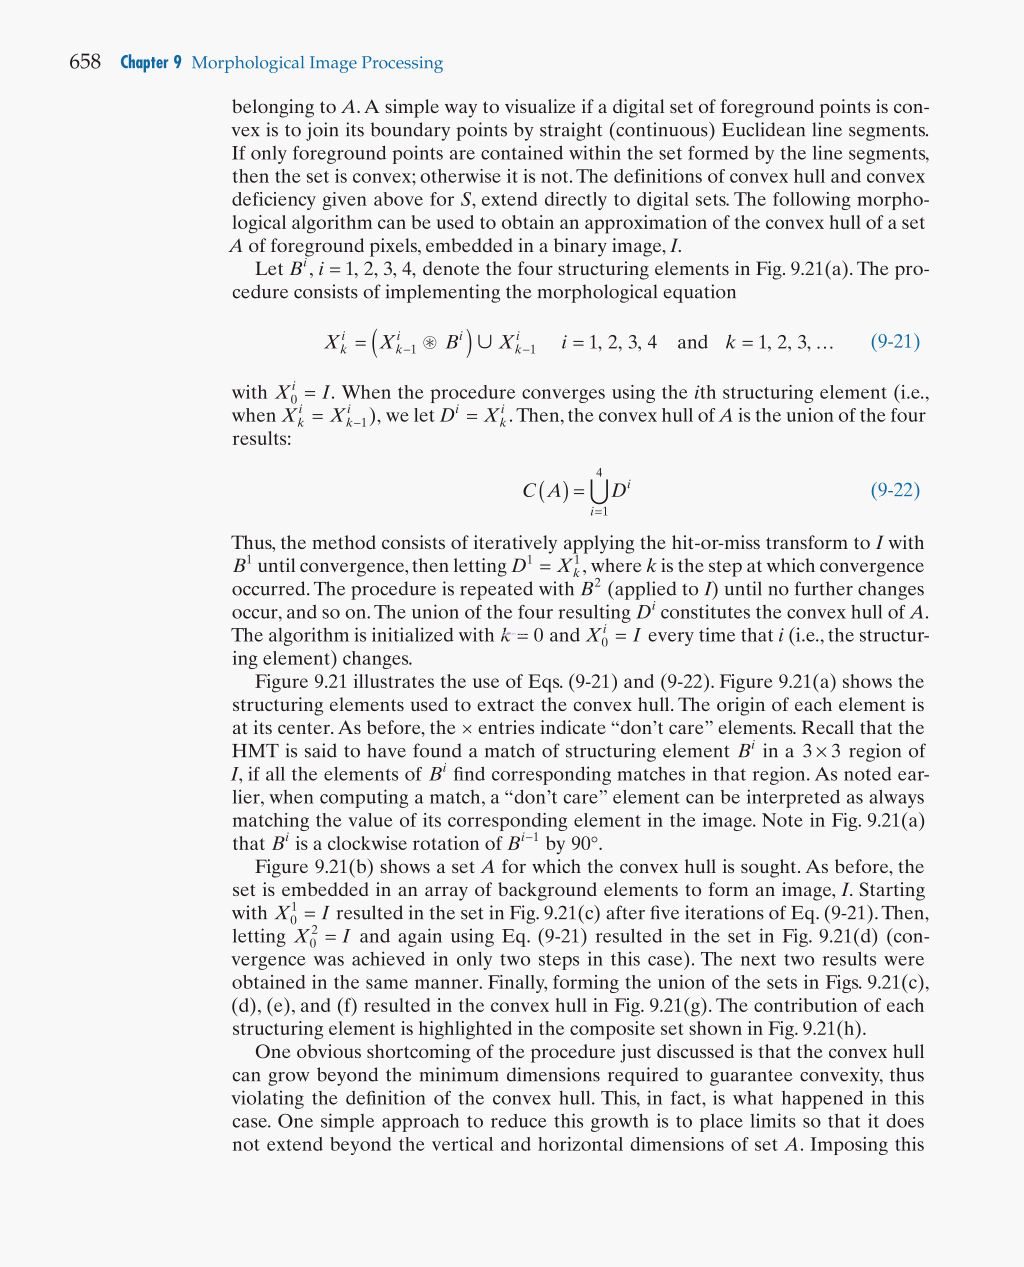 658 Chapter 9 Morphological Image Processing
belonging to A. A simple way to visualize if a digital set of foreground points is con-
vex is to join its boundary points by straight (continuous) Euclidean line segments.
If only foreground points are contained within the set formed by the line segments,
then the set is convex; otherwise it is not. The definitions of convex hull and convex
deficiency given above for S, extend directly to digital sets. The following morpho-
logical algorithm can be used to obtain an approximation of the convex hull of a set
A of foreground pixels, embedded in a binary image, I.
Let Bⁱ, i = 1, 2, 3, 4, denote the four structuring elements in Fig. 9.21(a). The pro-
cedure consists of implementing the morphological equation
X_k^i = (X_{k−1}^i ⊛ B^i) ∪ X_{k−1}^i i = 1, 2, 3, 4 and k = 1, 2, 3, … (9-21)
with X_0^i = I. When the procedure converges using the ith structuring element (i.e.,
when X_k^i = X_{k−1}^i), we let D^i = X_k^i. Then, the convex hull of A is the union of the four
results:
C(A) = ⋃_{i=1}^{4} D^i (9-22)
Thus, the method consists of iteratively applying the hit-or-miss transform to I with
B^1 until convergence, then letting D^1 = X_k^1, where k is the step at which convergence
occurred. The procedure is repeated with B^2 (applied to I) until no further changes
occur, and so on. The union of the four resulting D^i constitutes the convex hull of A.
The algorithm is initialized with k = 0 and X_0^i = I every time that i (i.e., the structur-
ing element) changes.
Figure 9.21 illustrates the use of Eqs. (9-21) and (9-22). Figure 9.21(a) shows the
structuring elements used to extract the convex hull. The origin of each element is
at its center. As before, the × entries indicate “don’t care” elements. Recall that the
HMT is said to have found a match of structuring element B^i in a 3 × 3 region of
I, if all the elements of B^i find corresponding matches in that region. As noted ear-
lier, when computing a match, a “don’t care” element can be interpreted as always
matching the value of its corresponding element in the image. Note in Fig. 9.21(a)
that B^i is a clockwise rotation of B^{i−1} by 90°.
Figure 9.21(b) shows a set A for which the convex hull is sought. As before, the
set is embedded in an array of background elements to form an image, I. Starting
with X_0^1 = I resulted in the set in Fig. 9.21(c) after five iterations of Eq. (9-21). Then,
letting X_0^2 = I and again using Eq. (9-21) resulted in the set in Fig. 9.21(d) (con-
vergence was achieved in only two steps in this case). The next two results were
obtained in the same manner. Finally, forming the union of the sets in Figs. 9.21(c),
(d), (e), and (f) resulted in the convex hull in Fig. 9.21(g). The contribution of each
structuring element is highlighted in the composite set shown in Fig. 9.21(h).
One obvious shortcoming of the procedure just discussed is that the convex hull
can grow beyond the minimum dimensions required to guarantee convexity, thus
violating the definition of the convex hull. This, in fact, is what happened in this
case. One simple approach to reduce this growth is to place limits so that it does
not extend beyond the vertical and horizontal dimensions of set A. Imposing this